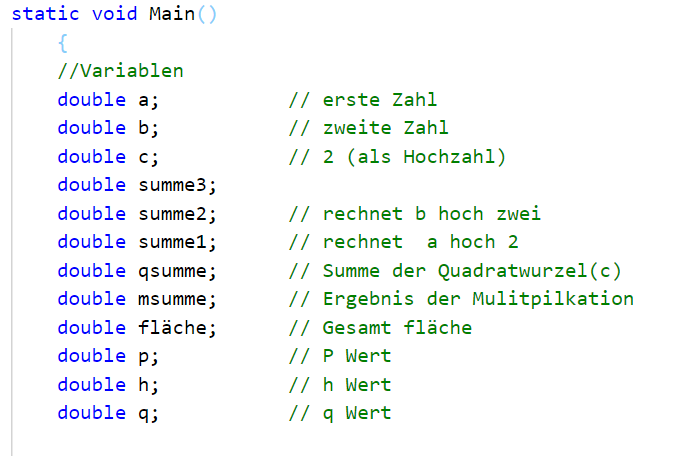 static void Main()
{
//Variablen
double a; // erste Zahl
double b; // zweite Zahl
double c; // 2 (als Hochzahl)
double summe3;
double summe2; // rechnet b hoch zwei
double summe1; // rechnet  a hoch 2
double qsumme; // Summe der Quadratwurzel(c)
double msumme; // Ergebnis der Mulitpilkation
double fläche; // Gesamt fläche
double p; // P Wert
double h; // h Wert
double q; // q Wert